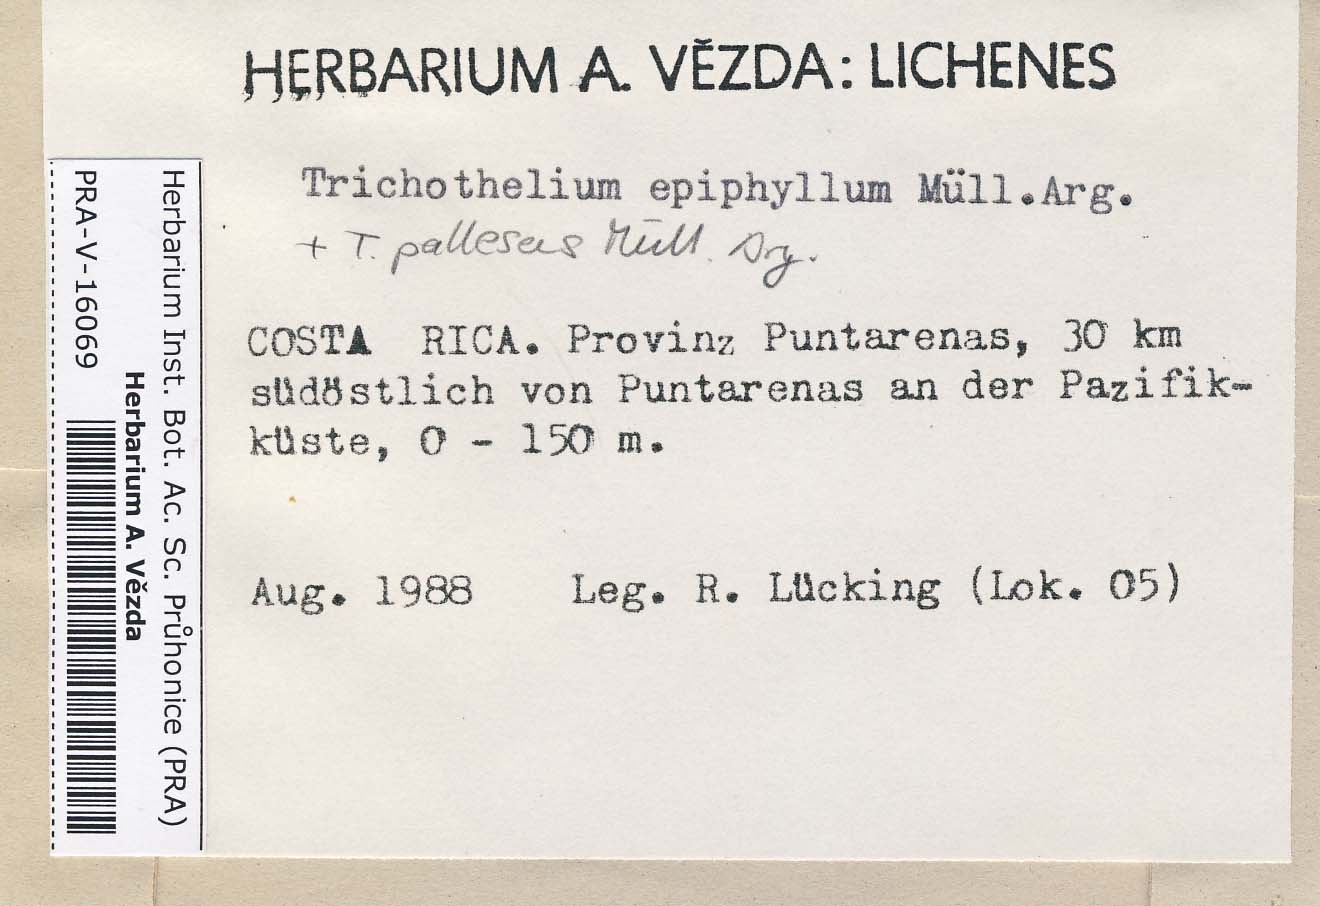 HERBARIUM A. VĚZDA: LICHENES
Trichothelium epiphyllum Müll.Arg.
+ T. pallesens Müll. Arg.
COSTA RICA. Provinz Puntarenas, 30 km
südöstlich von Puntarenas an der Pazifik-
küste, 0 - 150 m.
Aug. 1988 Leg. R. Lücking (Lok. 05)
Herbarium Inst. Bot. Ac. Sc. Průhonice (PRA)
Herbarium A. Vězda
PRA-V-16069